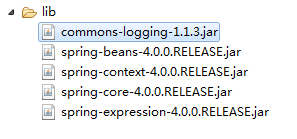 lib
commons-logging-1.1.3.jar
spring-beans-4.0.0.RELEASE.jar
spring-context-4.0.0.RELEASE.jar
spring-core-4.0.0.RELEASE.jar
spring-expression-4.0.0.RELEASE.jar